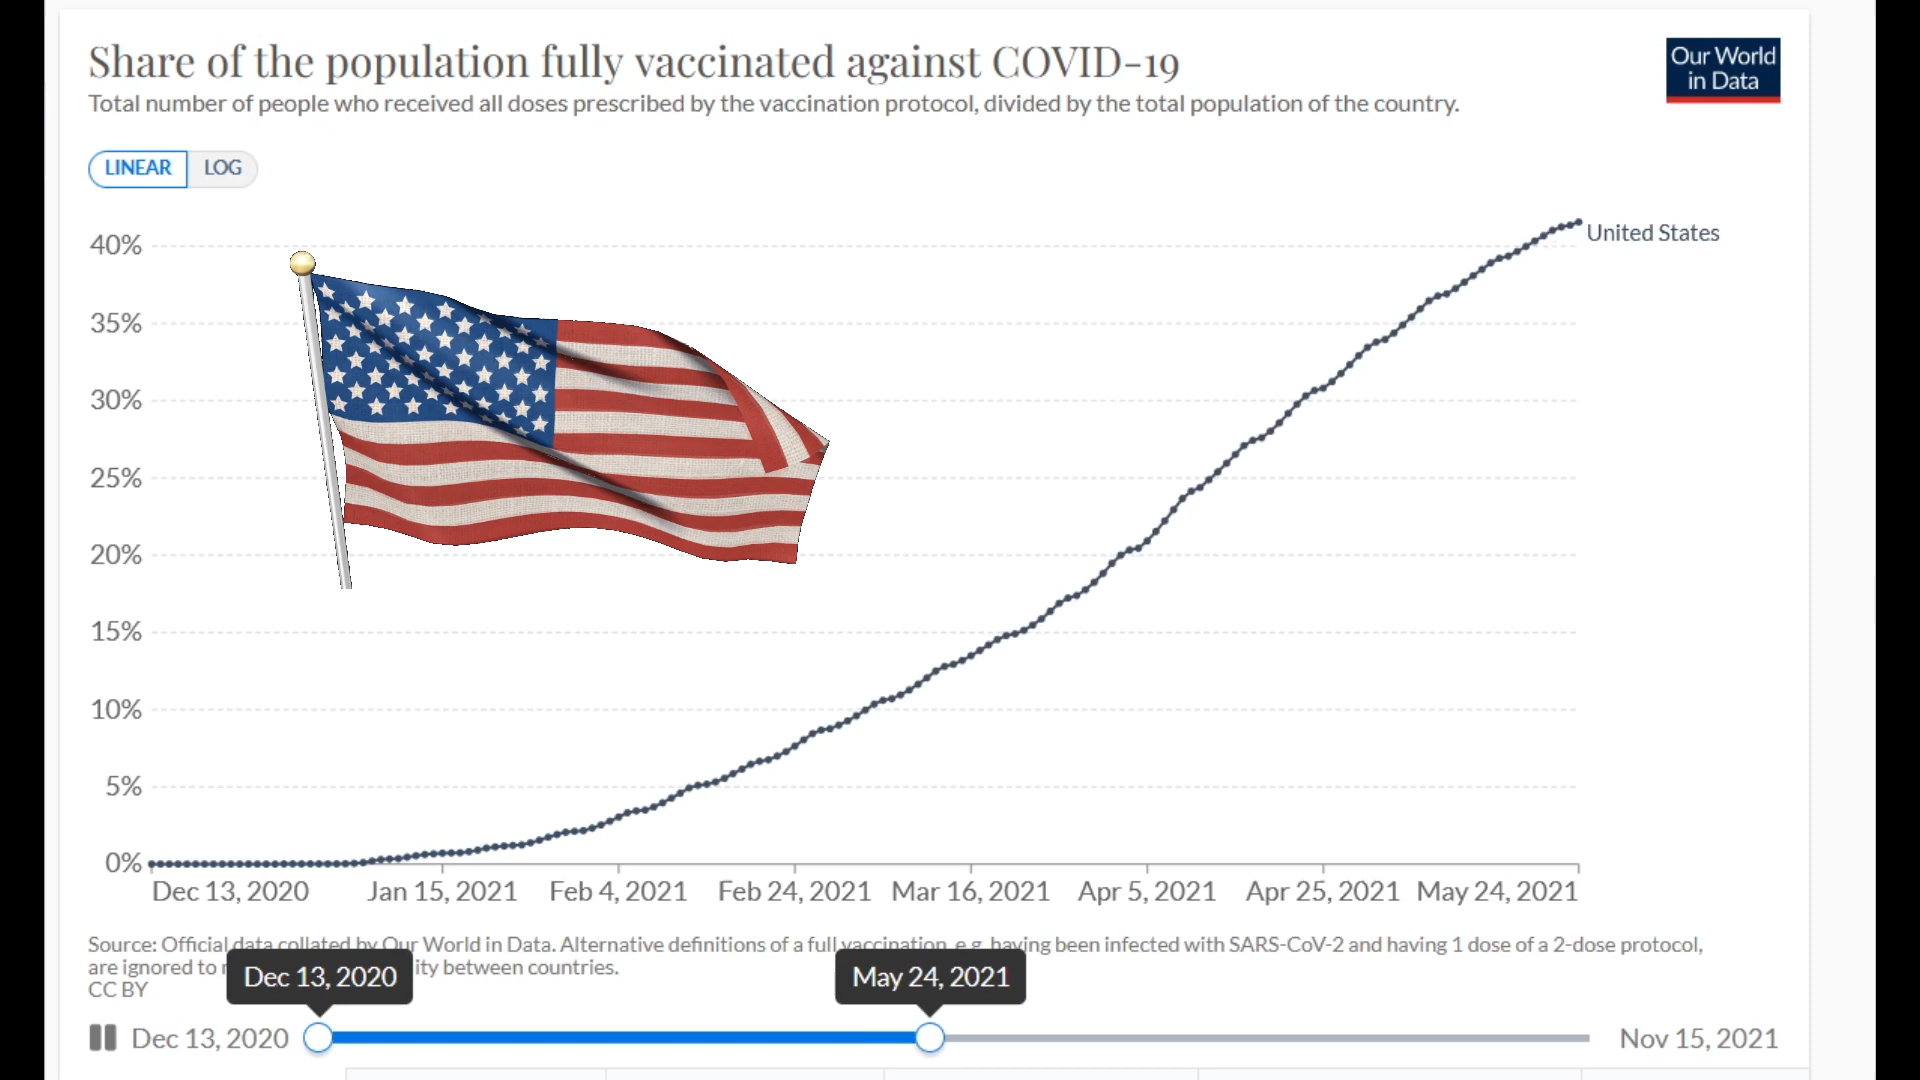 Share of the population fully vaccinated against COVID-19
Our World
in Data
Total number of people who received all doses prescribed by the vaccination protocol, divided by the total population of the country.
LINEAR LOG
40%
United States
35%
30%
25%
20%
15%
10%
5%
0%
Dec 13, 2020 Jan 15, 2021 Feb 4, 2021 Feb 24, 2021 Mar 16, 2021 Apr 5, 2021 Apr 25, 2021 May 24, 2021
Source: Official data collated by Our World in Data. Alternative definitions of a full vaccination, e.g. having been infected with SARS-CoV-2 and having 1 dose of a 2-dose protocol,
are ignored to between countries.
CC BY
Dec 13, 2020 May 24, 2021
Dec 13, 2020 Nov 15, 2021